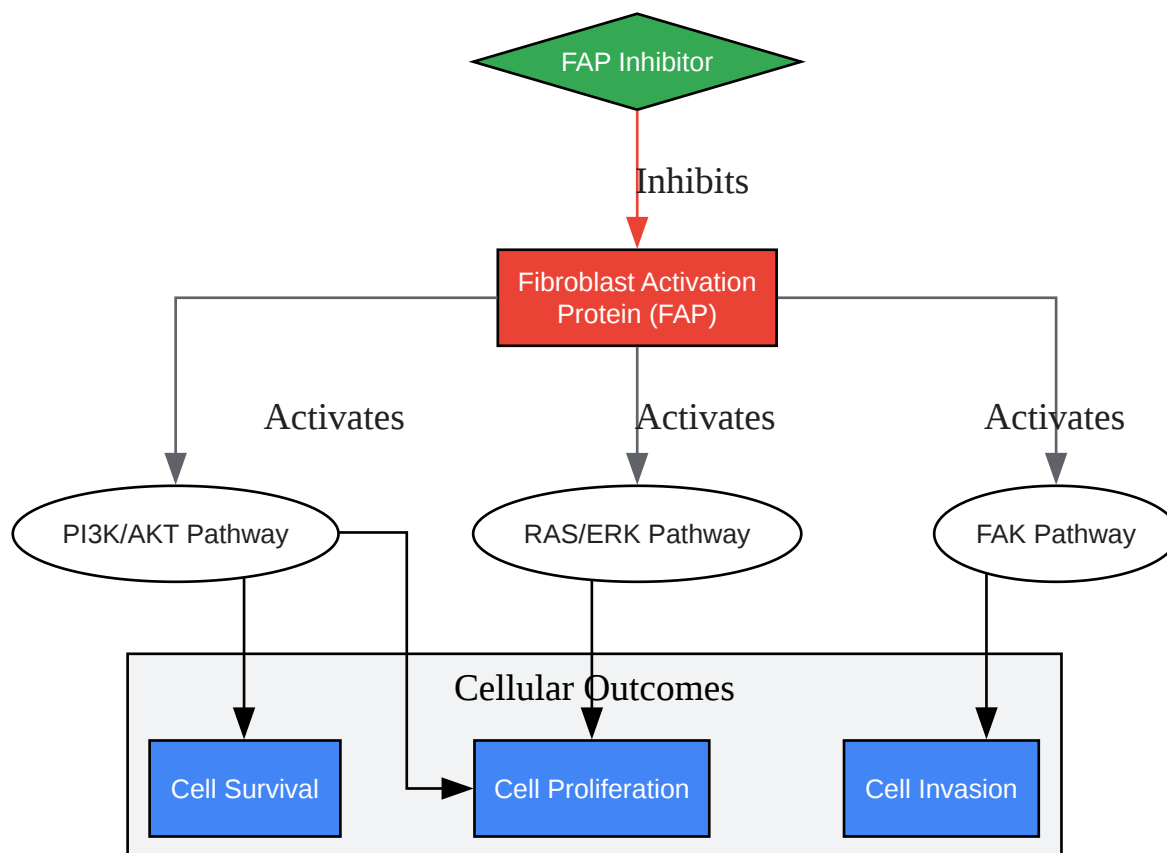 FAP Inhibitor
Inhibits
Fibroblast Activation
Protein (FAP)
Activates
Activates
Activates
PI3K/AKT Pathway
RAS/ERK Pathway
FAK Pathway
Cellular Outcomes
Cell Survival
Cell Proliferation
Cell Invasion